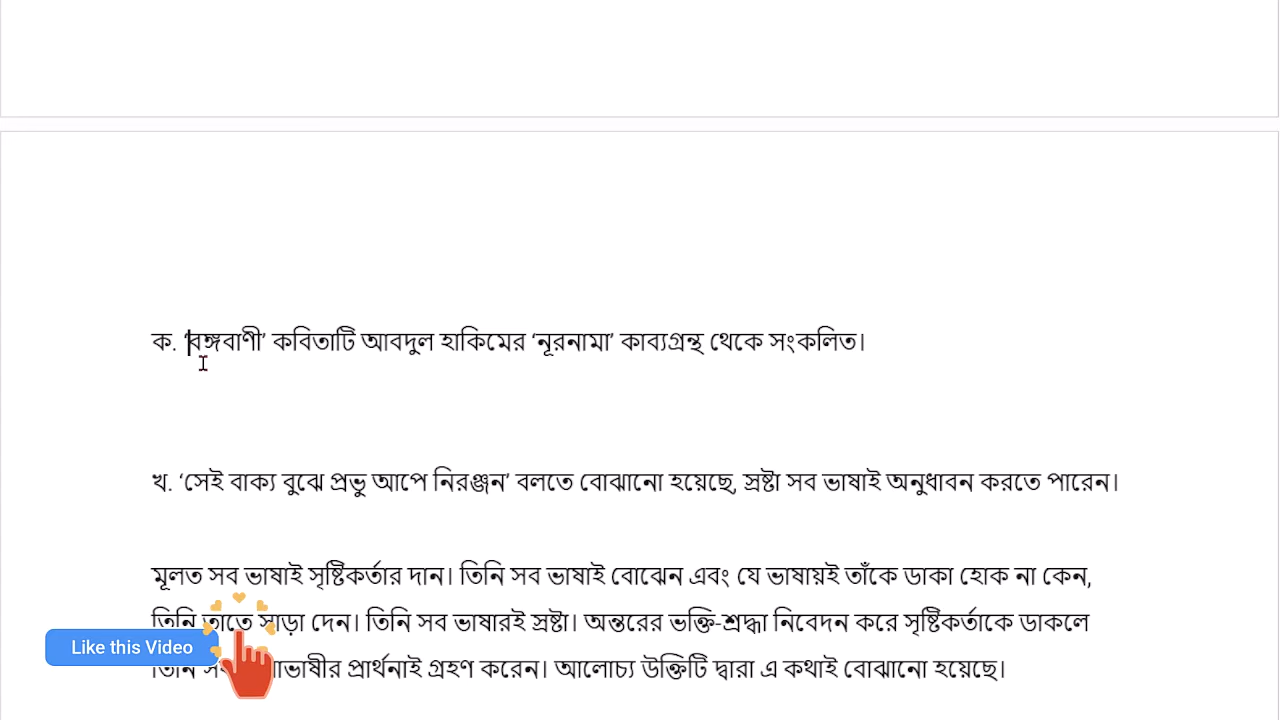 ক. ‘বঙ্গবাণী’ কবিতাটি আবদুল হাকিমের ‘নূরনামা’ কাব্যগ্রন্থ থেকে সংকলিত।
খ. ‘সেই বাক্য বুঝে প্রভু আপে নিরঞ্জন’ বলতে বোঝানো হয়েছে, স্রষ্টা সব ভাষাই অনুধাবন করতে পারেন।
মূলত সব ভাষাই সৃষ্টিকর্তার দান। তিনি সব ভাষাই বোঝেন এবং যে ভাষায়ই তাঁকে ডাকা হোক না কেন,
তিনি তাতে সাড়া দেন। তিনি সব ভাষারই স্রষ্টা। অন্তরের ভক্তি-শ্রদ্ধা নিবেদন করে সৃষ্টিকর্তাকে ডাকলে
তিনি প্রার্থনাই গ্রহণ করেন। আলোচ্য উক্তিটি দ্বারা এ কথাই বোঝানো হয়েছে।
Like this Video